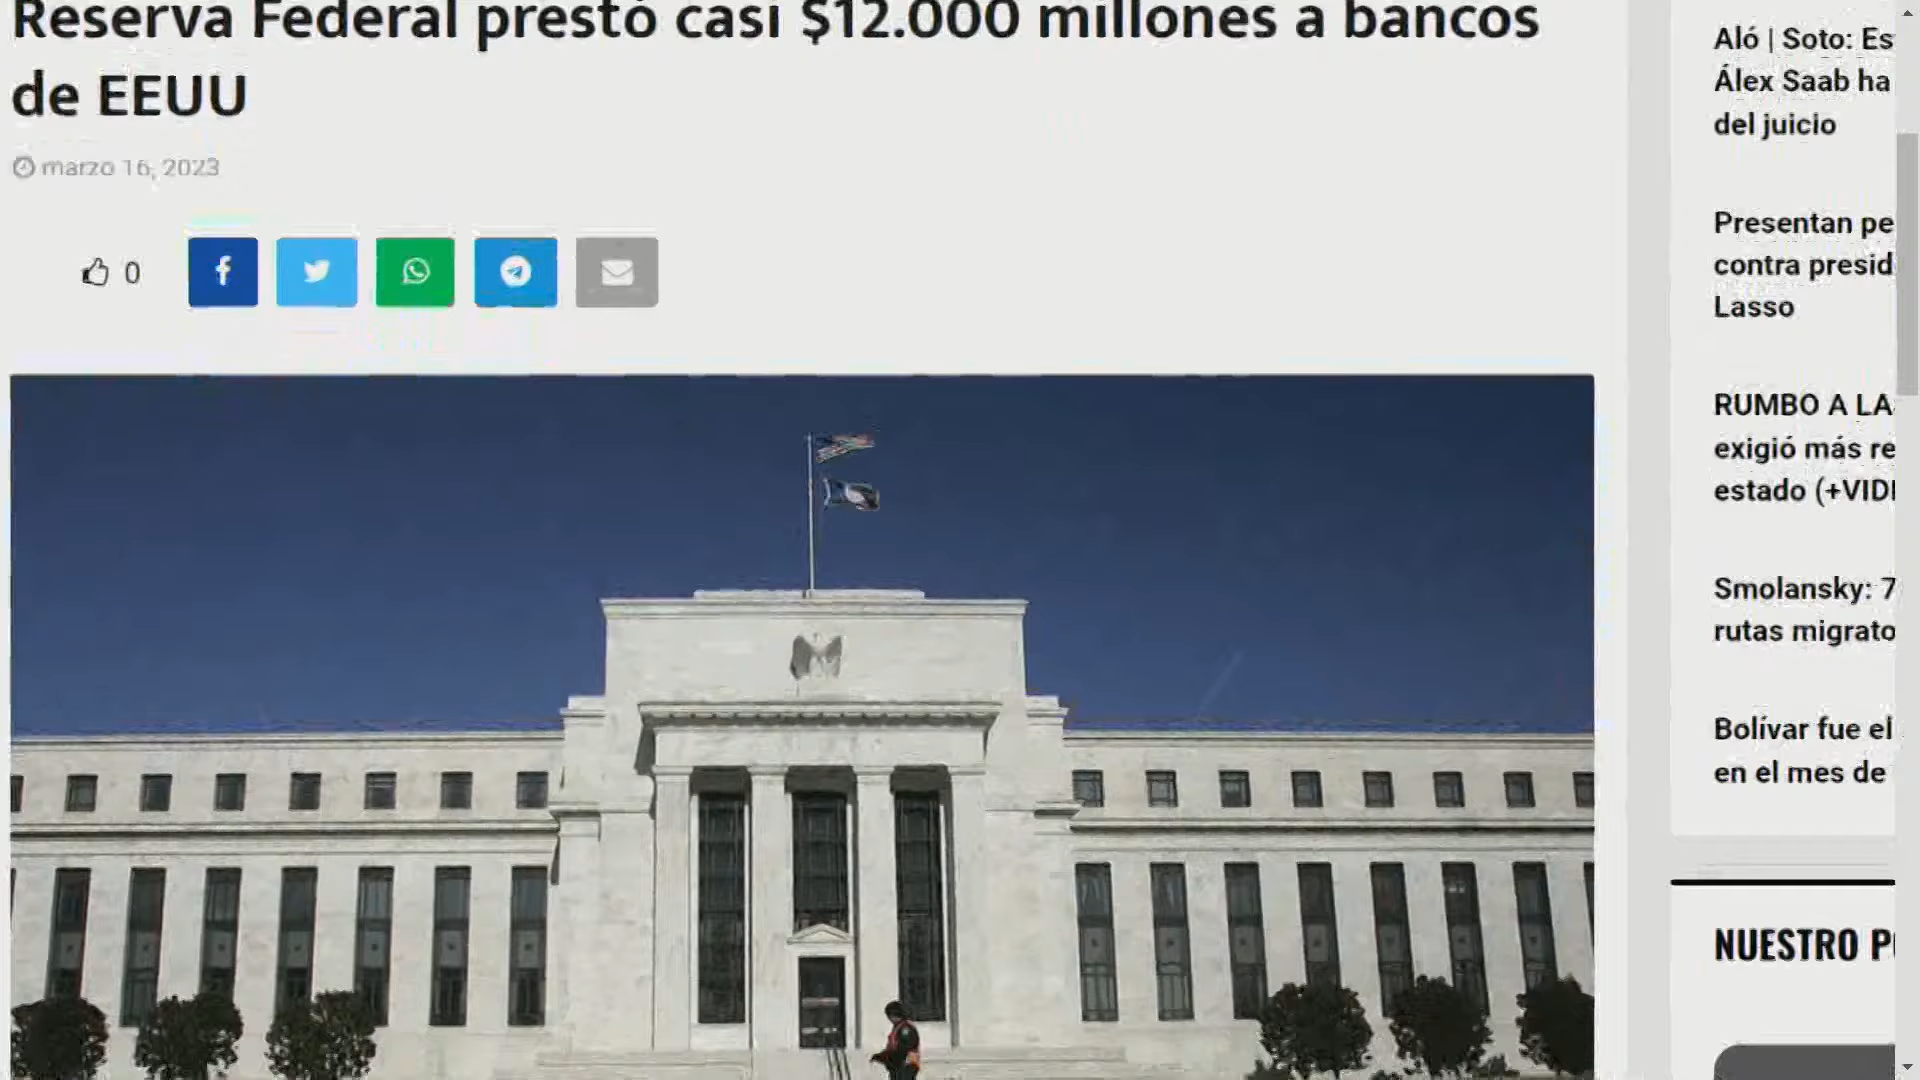 Reserva Federal prestó casi $12.000 millones a bancos
de EEUU
marzo 16, 2023
0
Aló | Soto: Es
Álex Saab ha
del juicio
Presentan pe
contra presid
Lasso
RUMBO A LA
exigió más re
estado (+VID
Smolansky: 7
rutas migrato
Bolívar fue el
en el mes de
NUESTRO P